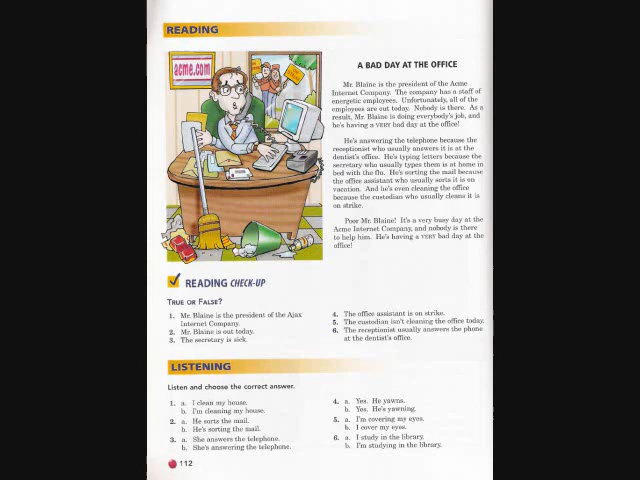 READING
acme.com
A BAD DAY AT THE OFFICE
Mr. Blaine is the president of the Acme
Internet Company. The company has a staff of
energetic employees. Unfortunately, all of the
employees are out today. Nobody is there. As a
result, Mr. Blaine is doing everybody's job, and
he's having a VERY bad day at the office!
He's answering the telephone because the
receptionist who usually answers it is at the
dentist's office. He's typing letters because the
secretary who usually types them is at home in
bed with the flu. He's sorting the mail because
the office assistant who usually sorts it is on
vacation. And he's even cleaning the office
because the custodian who usually cleans it is
on strike.
Poor Mr. Blaine! It's a very busy day at the
Acme Internet Company, and nobody is there
to help him. He's having a VERY bad day at the
office!
READING CHECK-UP
TRUE OR FALSE?
1. Mr. Blaine is the president of the Ajax
Internet Company.
2. Mr. Blaine is out today.
3. The secretary is sick.
4. The office assistant is on strike.
5. The custodian isn't cleaning the office today.
6. The receptionist usually answers the phone
at the dentist's office.
LISTENING
Listen and choose the correct answer.
1. a. I clean my house.
b. I'm cleaning my house.
2. a. He sorts the mail.
b. He's sorting the mail.
3. a. She answers the telephone.
b. She's answering the telephone.
4. a. Yes. He yawns.
b. Yes. He's yawning.
5. a. I'm covering my eyes.
b. I cover my eyes.
6. a. I study in the library.
b. I'm studying in the library.
112